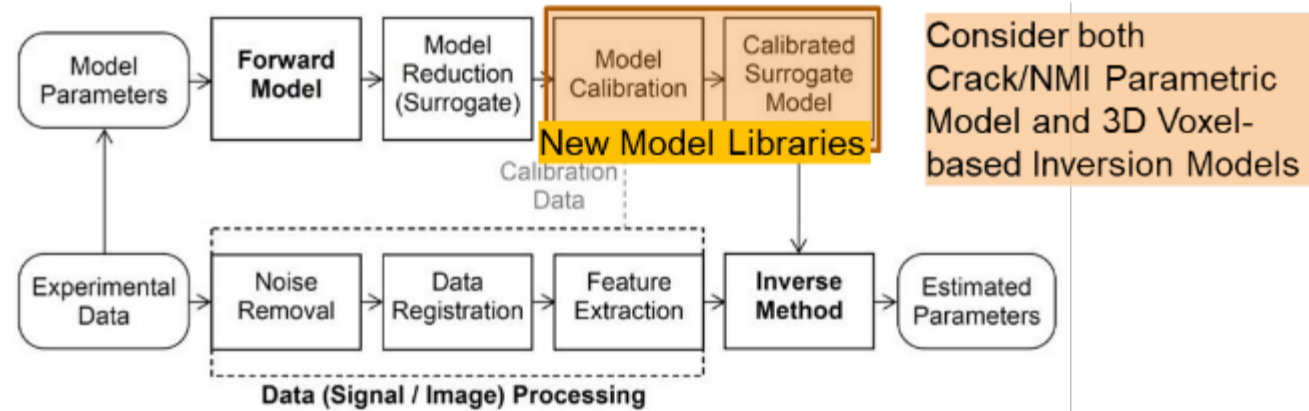 Model
Parameters
Forward
Model
Model
Reduction
(Surrogate)
Model
Calibration
Calibrated
Surrogate
Model
New Model Libraries
Consider both
Crack/NMI Parametric
Model and 3D Voxel-
based Inversion Models
Calibration
Data
Experimental
Data
Noise
Removal
Data
Registration
Feature
Extraction
Inverse
Method
Estimated
Parameters
Data (Signal / Image) Processing